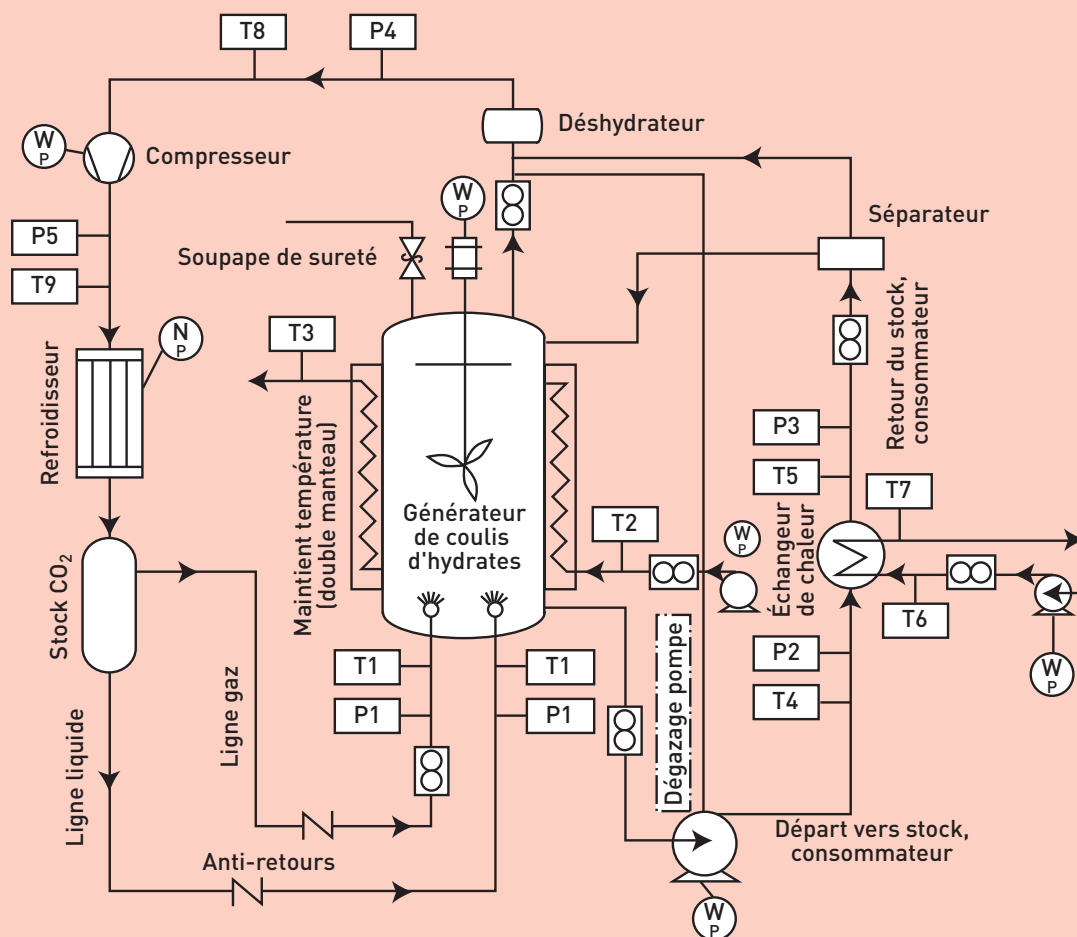 T8
P4
Déshydrateur
W
P
Compresseur
W
P
P5
T9
Soupape de sureté
Séparateur
N
P
T3
Refroidisseur
Maintient température
(double manteau)
Retour du stock,
consommateur
P3
T5
T7
Générateur
de coulis
d'hydrates
T2
W
P
Échangeur
de chaleur
T6
Stock CO₂
T1
T1
P1
P1
Ligne gaz
Ligne liquide
Dégazage pompe
P2
T4
W
P
Départ vers stock,
consommateur
Anti-retours
W
P